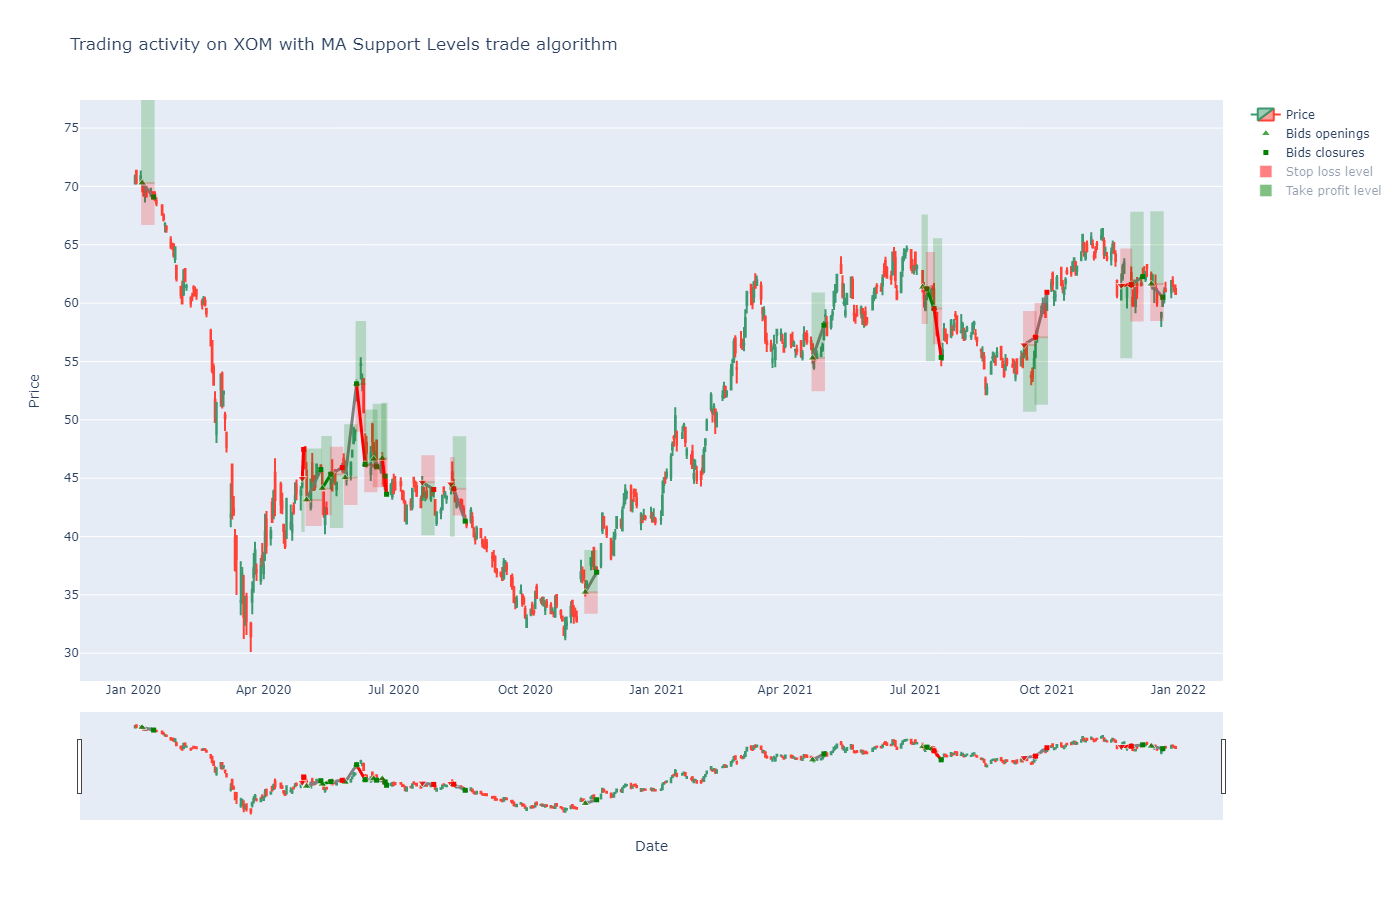 Trading activity on XOM with MA Support Levels trade algorithm
Price
Bids openings
Bids closures
Stop loss level
Take profit level
75
70
65
60
55
50
45
40
35
30
Price
Jan 2020
Apr 2020
Jul 2020
Oct 2020
Jan 2021
Apr 2021
Jul 2021
Oct 2021
Jan 2022
Date